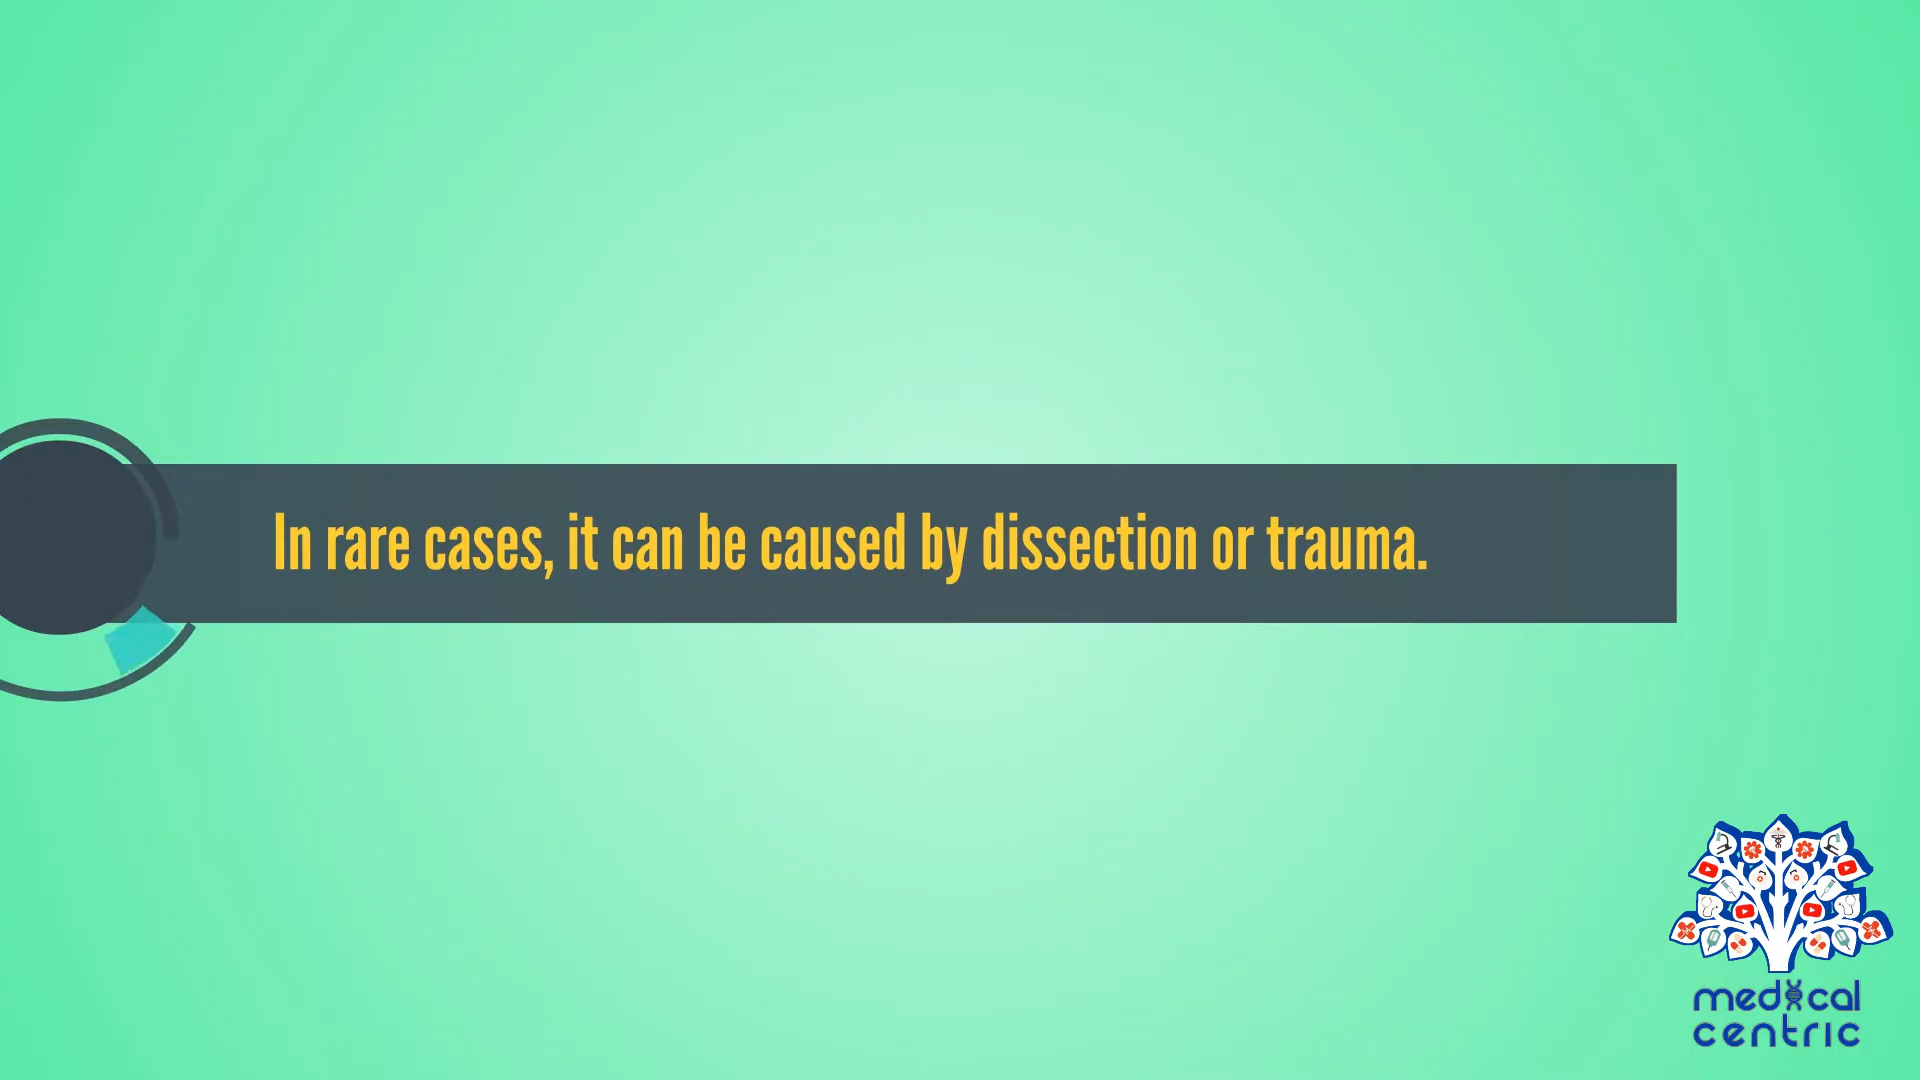 In rare cases, it can be caused by dissection or trauma.
medical
centric